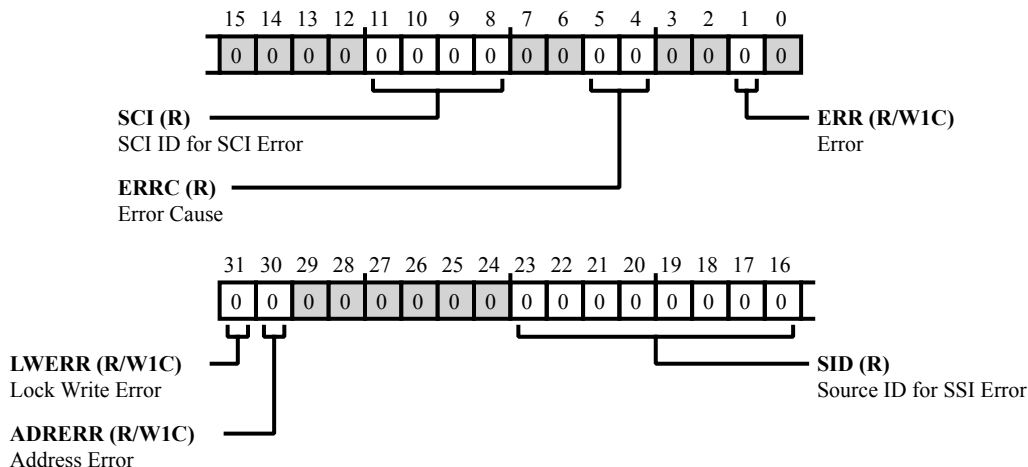 15 14 13 12 11 10 9 8 7 6 5 4 3 2 1 0
0 0 0 0 0 0 0 0 0 0 0 0 0 0 0 0
SCI (R)
SCI ID for SCI Error
ERR (R/W1C)
Error
ERRC (R)
Error Cause
31 30 29 28 27 26 25 24 23 22 21 20 19 18 17 16
0 0 0 0 0 0 0 0 0 0 0 0 0 0 0 0
LWERR (R/W1C)
Lock Write Error
SID (R)
Source ID for SSI Error
ADRERR (R/W1C)
Address Error